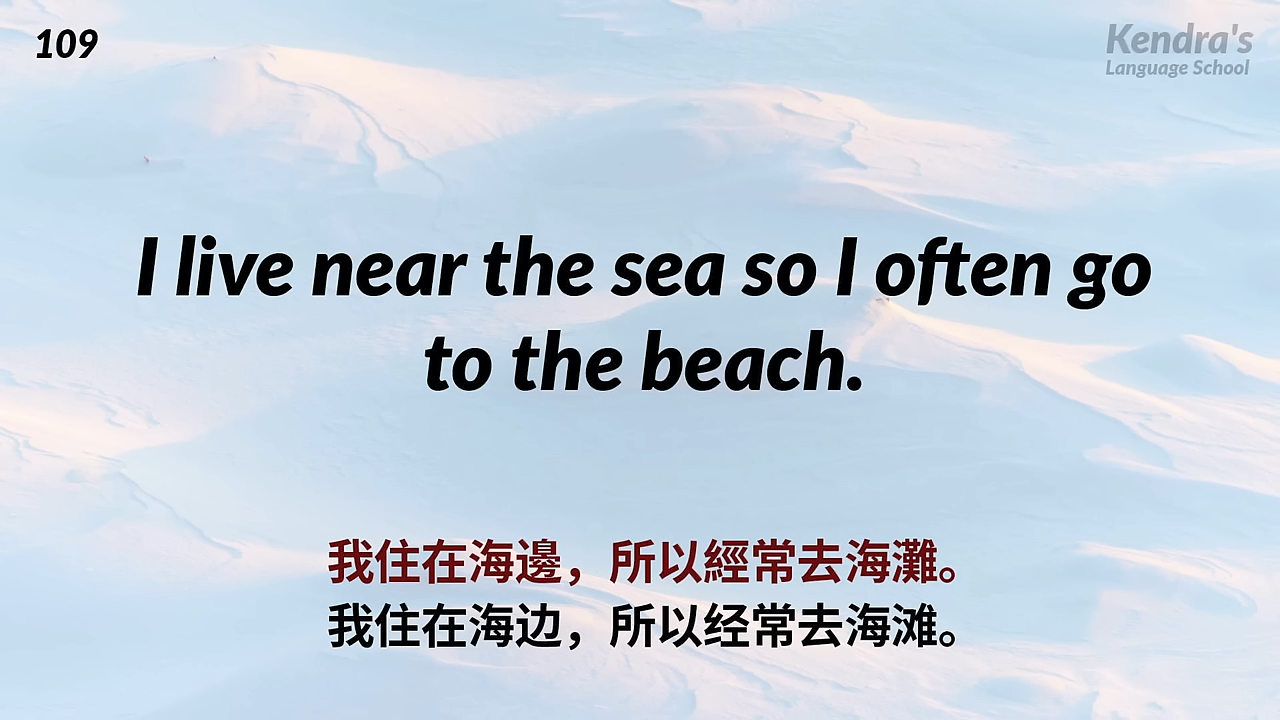 109
Kendra's
Language School
I live near the sea so I often go
to the beach.
我住在海邊，所以經常去海灘。
我住在海边，所以经常去海滩。